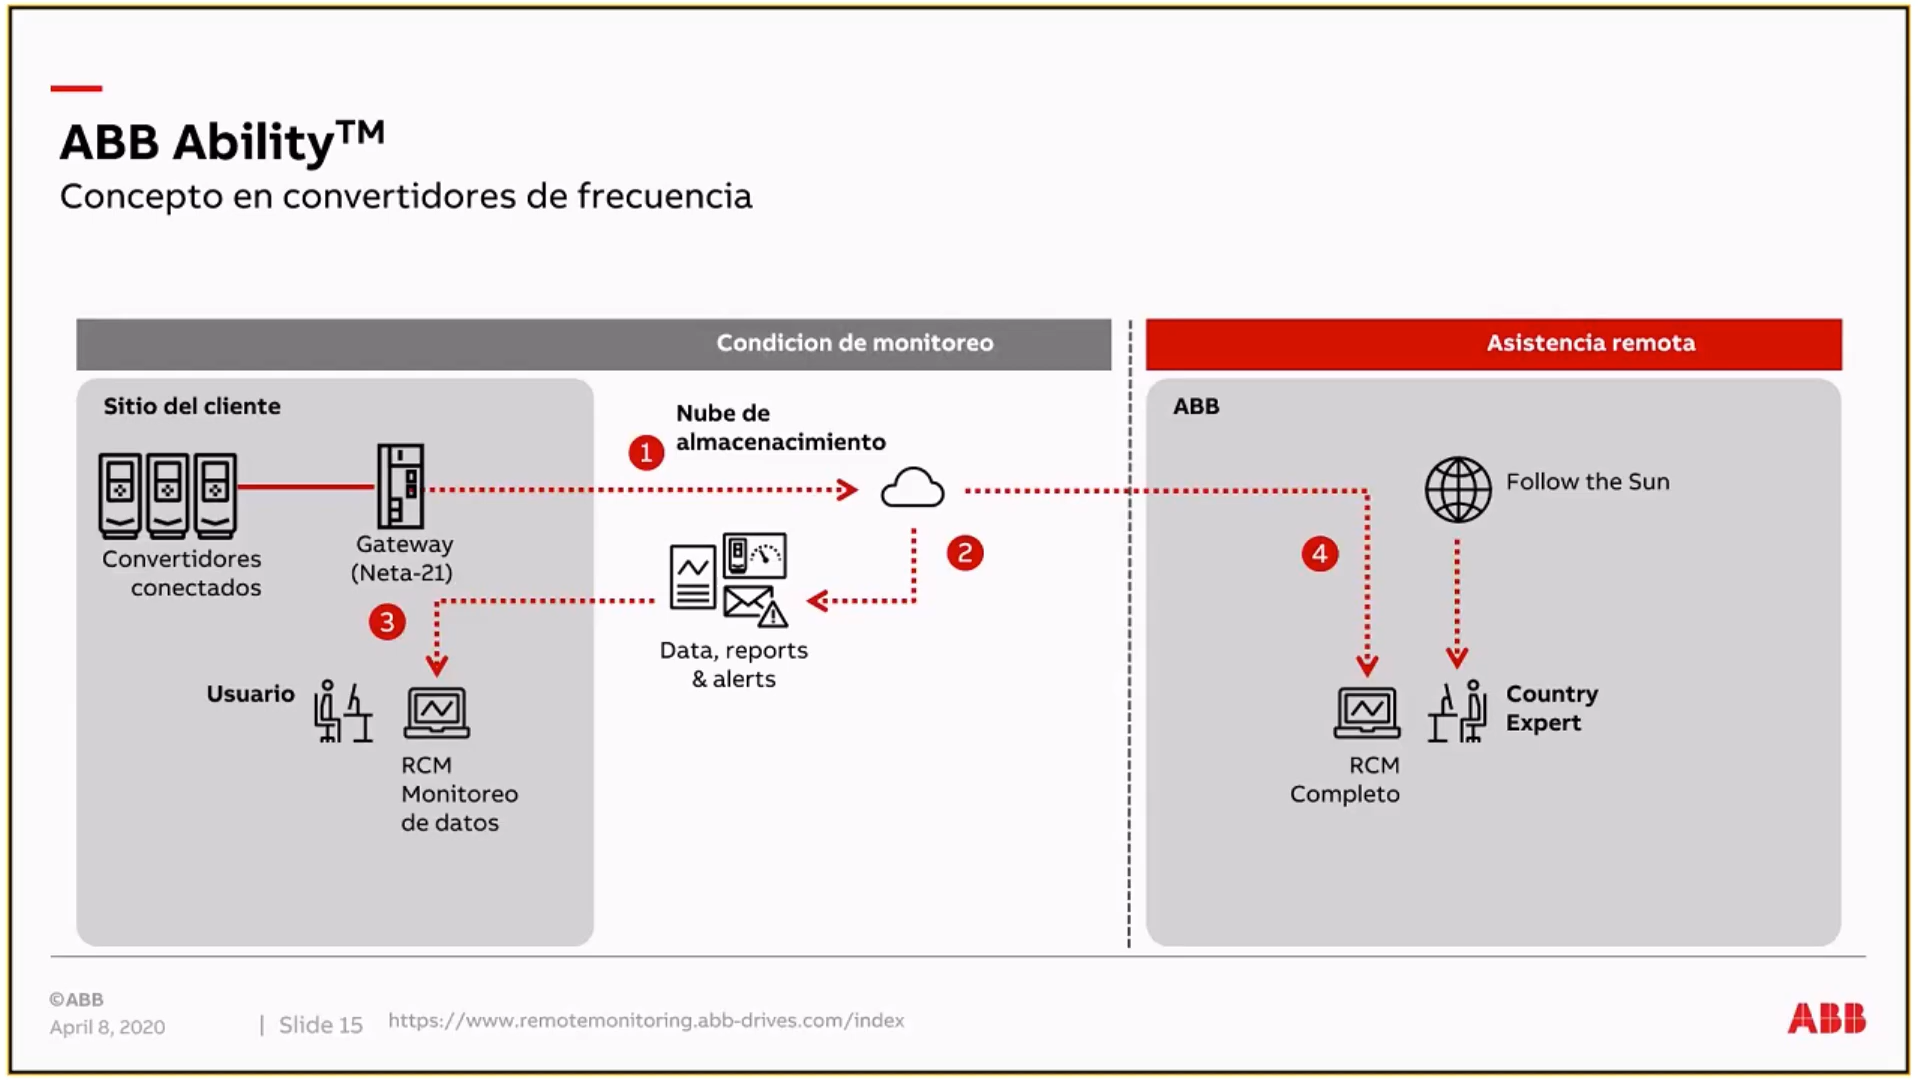 ABB Ability™
Concepto en convertidores de frecuencia
Condicion de monitoreo
Asistencia remota
Sitio del cliente
Convertidores
conectados
Gateway
(Neta-21)
1
Nube de
almacenacimiento
2
Data, reports
& alerts
3
Usuario
RCM
Monitoreo
de datos
ABB
Follow the Sun
4
RCM
Completo
Country
Expert
©ABB
April 8, 2020
| Slide 15
https://www.remotemonitoring.abb-drives.com/index
ABB